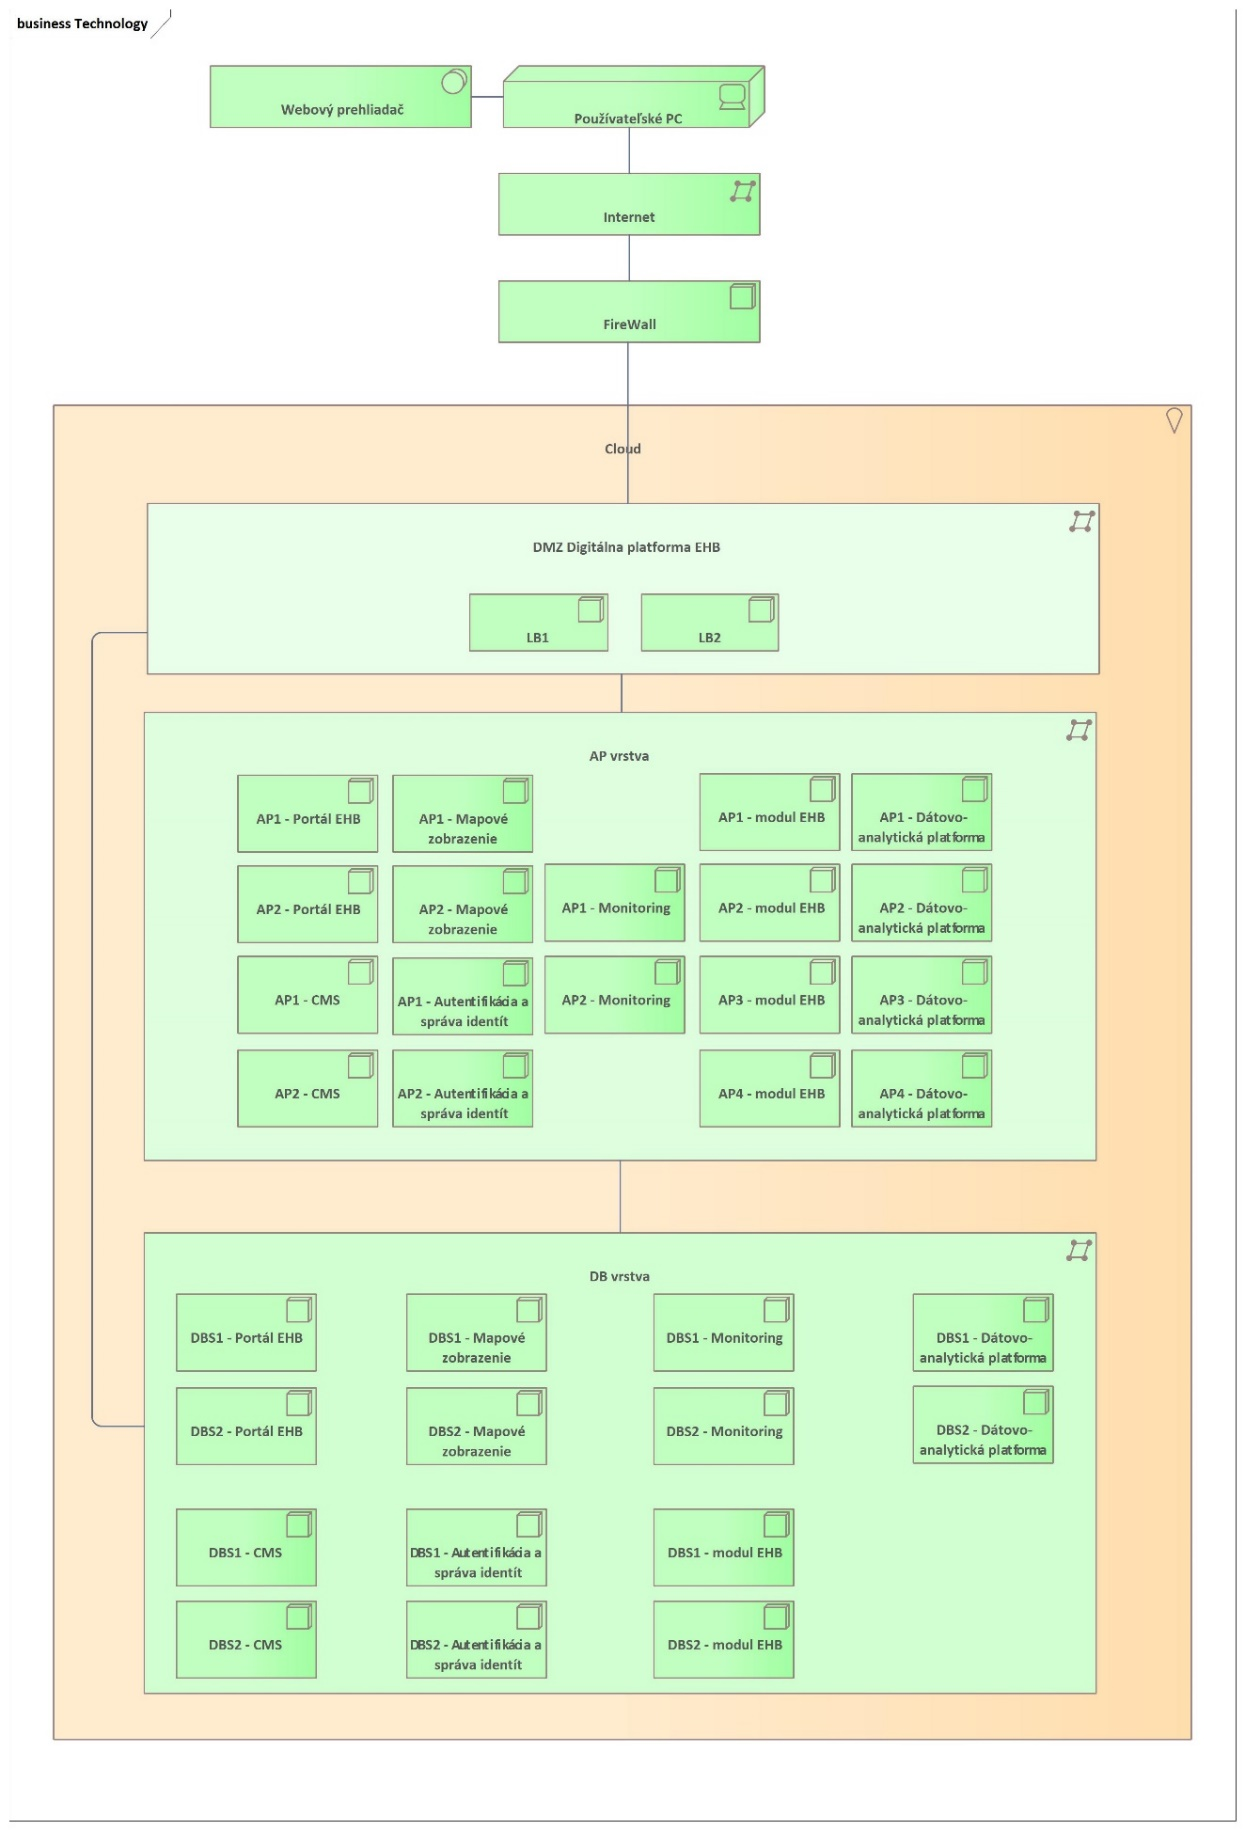 business Technology
Webový prehliadač
Používateľské PC
Internet
FireWall
Cloud
DMZ Digitálna platforma EHB
LB1
LB2
AP vrstva
AP1 - Portál EHB
AP1 - Mapové
zobrazenie
AP1 - modul EHB
AP1 - Dátovo-
analytická platforma
AP2 - Portál EHB
AP2 - Mapové
zobrazenie
AP1 - Monitoring
AP2 - modul EHB
AP2 - Dátovo-
analytická platforma
AP1 - CMS
AP1 - Autentifikácia a
správa identít
AP2 - Monitoring
AP3 - modul EHB
AP3 - Dátovo-
analytická platforma
AP2 - CMS
AP2 - Autentifikácia a
správa identít
AP4 - modul EHB
AP4 - Dátovo-
analytická platforma
DB vrstva
DBS1 - Portál EHB
DBS1 - Mapové
zobrazenie
DBS1 - Monitoring
DBS1 - Dátovo-
analytická platforma
DBS2 - Portál EHB
DBS2 - Mapové
zobrazenie
DBS2 - Monitoring
DBS2 - Dátovo-
analytická platforma
DBS1 - CMS
DBS1 - Autentifikácia a
správa identít
DBS1 - modul EHB
DBS2 - CMS
DBS2 - Autentifikácia a
správa identít
DBS2 - modul EHB